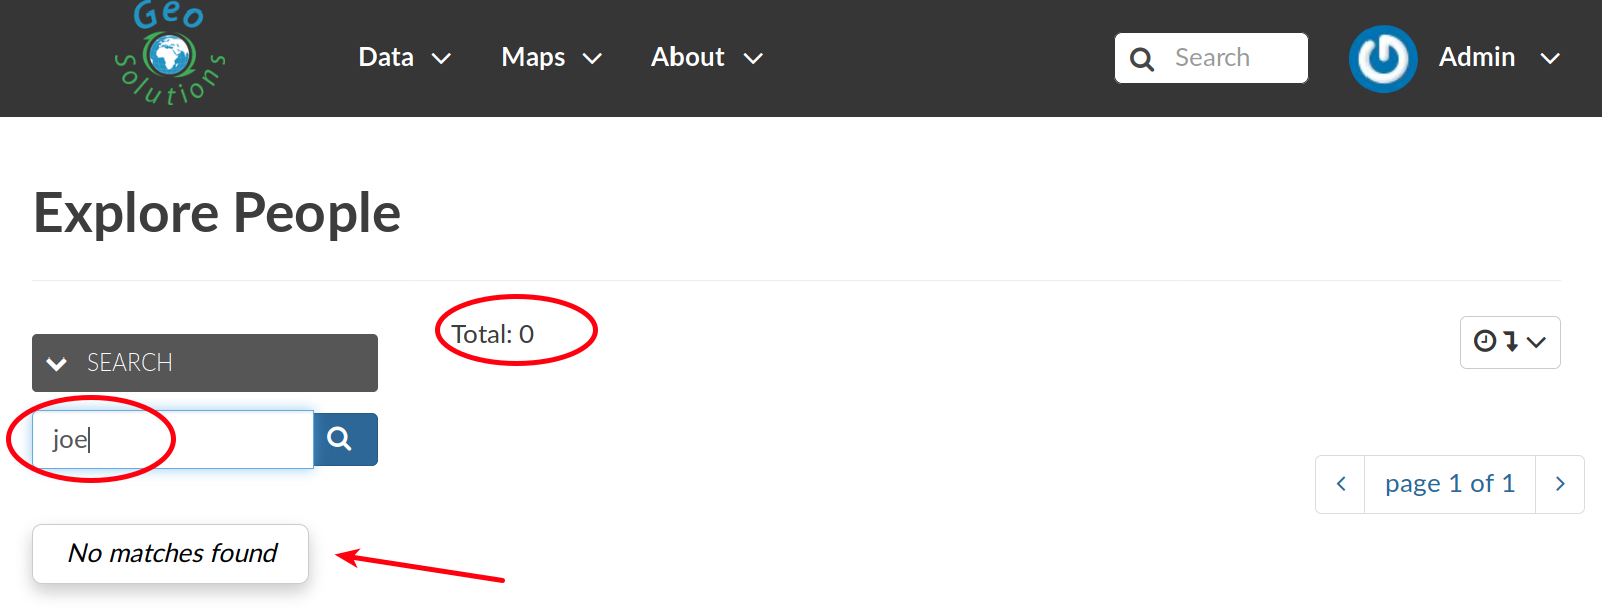 Geo
Solutions
Data
Maps
About
Search
Admin
Explore People
Total: 0
SEARCH
joe
page 1 of 1
No matches found